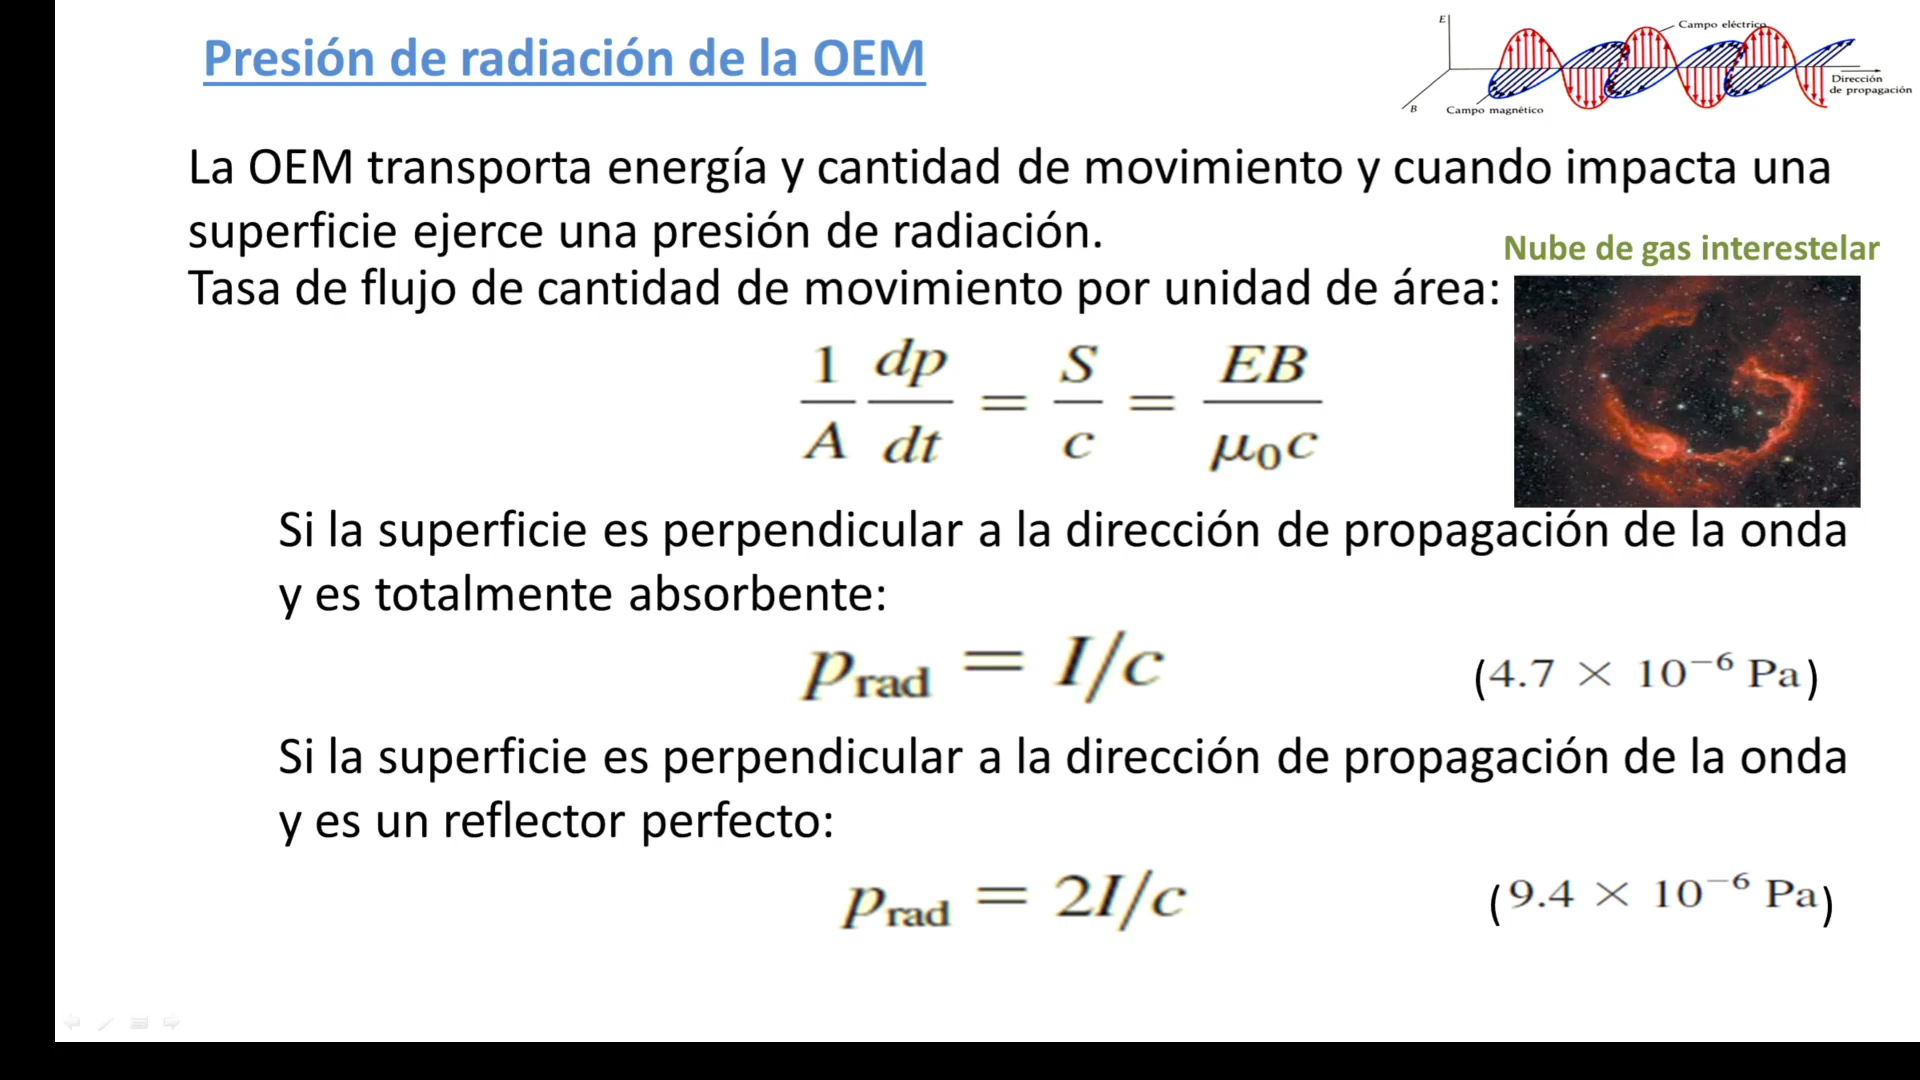 Presión de radiación de la OEM
E
Campo eléctrico
Dirección
de propagación
B
Campo magnético
La OEM transporta energía y cantidad de movimiento y cuando impacta una
superficie ejerce una presión de radiación.
Nube de gas interestelar
Tasa de flujo de cantidad de movimiento por unidad de área:
1/A dp/dt = S/c = EB/μ₀c
Si la superficie es perpendicular a la dirección de propagación de la onda
y es totalmente absorbente:
p_rad = I/c (4.7 × 10⁻⁶ Pa)
Si la superficie es perpendicular a la dirección de propagación de la onda
y es un reflector perfecto:
p_rad = 2I/c (9.4 × 10⁻⁶ Pa)